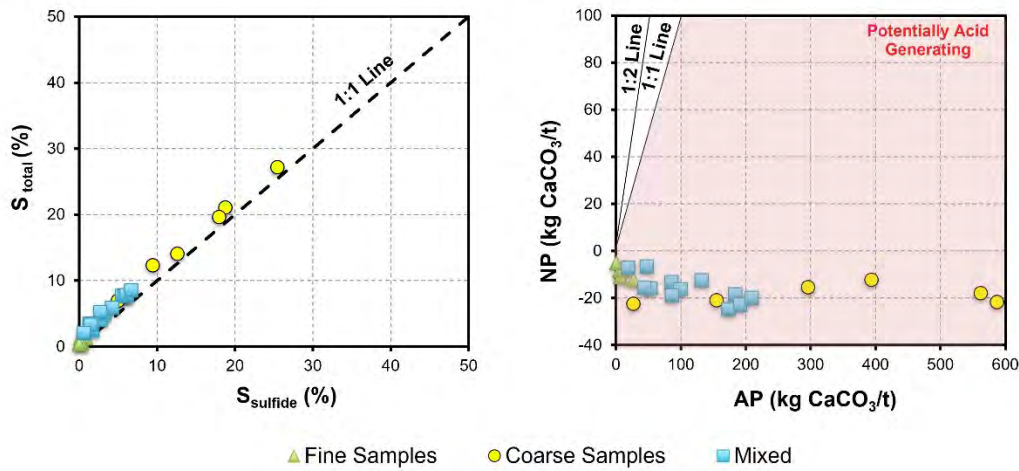 50
40
30
20
10
0
S total (%)
1:1 Line
0 10 20 30 40 50
S sulfide (%)
100
80
60
40
20
0
-20
-40
NP (kg CaCO3/t)
1:2 Line
1:1 Line
Potentially Acid
Generating
0 100 200 300 400 500 600
AP (kg CaCO3/t)
Fine Samples Coarse Samples Mixed